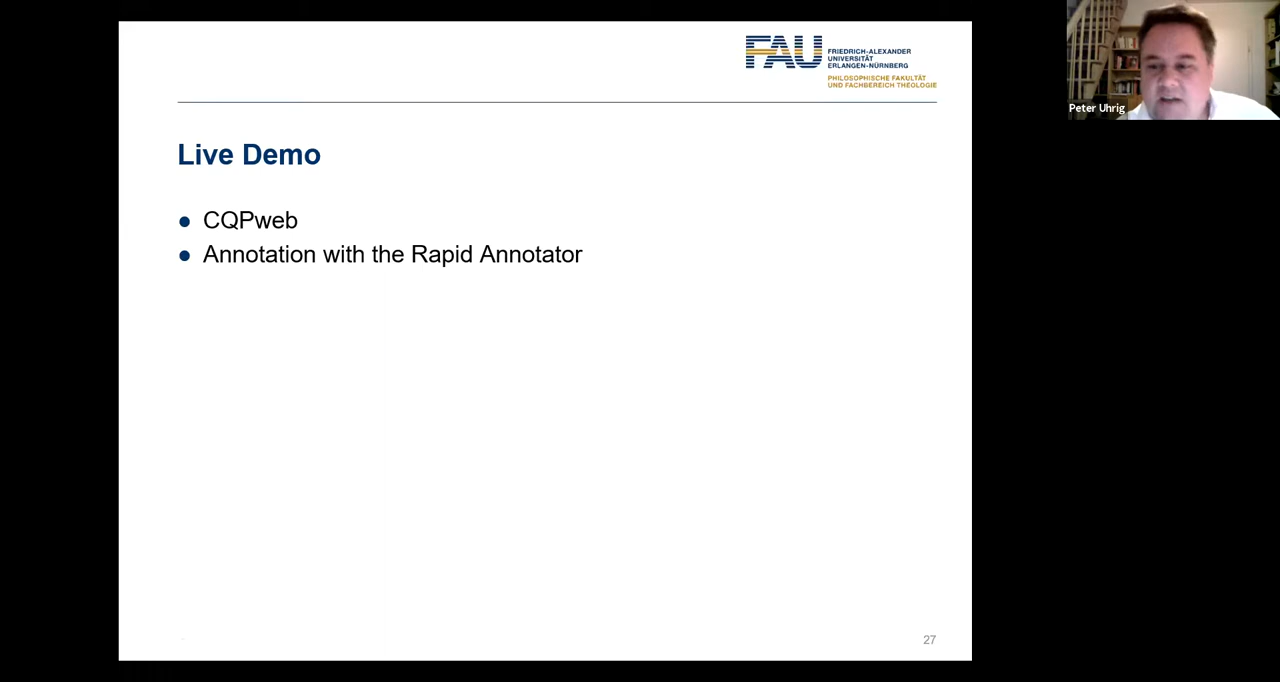 FAU
FRIEDRICH-ALEXANDER
UNIVERSITÄT
ERLANGEN-NÜRNBERG
PHILOSOPHISCHE FAKULTÄT
UND FACHBEREICH THEOLOGIE
Peter Uhrig
Live Demo
● CQPweb
● Annotation with the Rapid Annotator
27